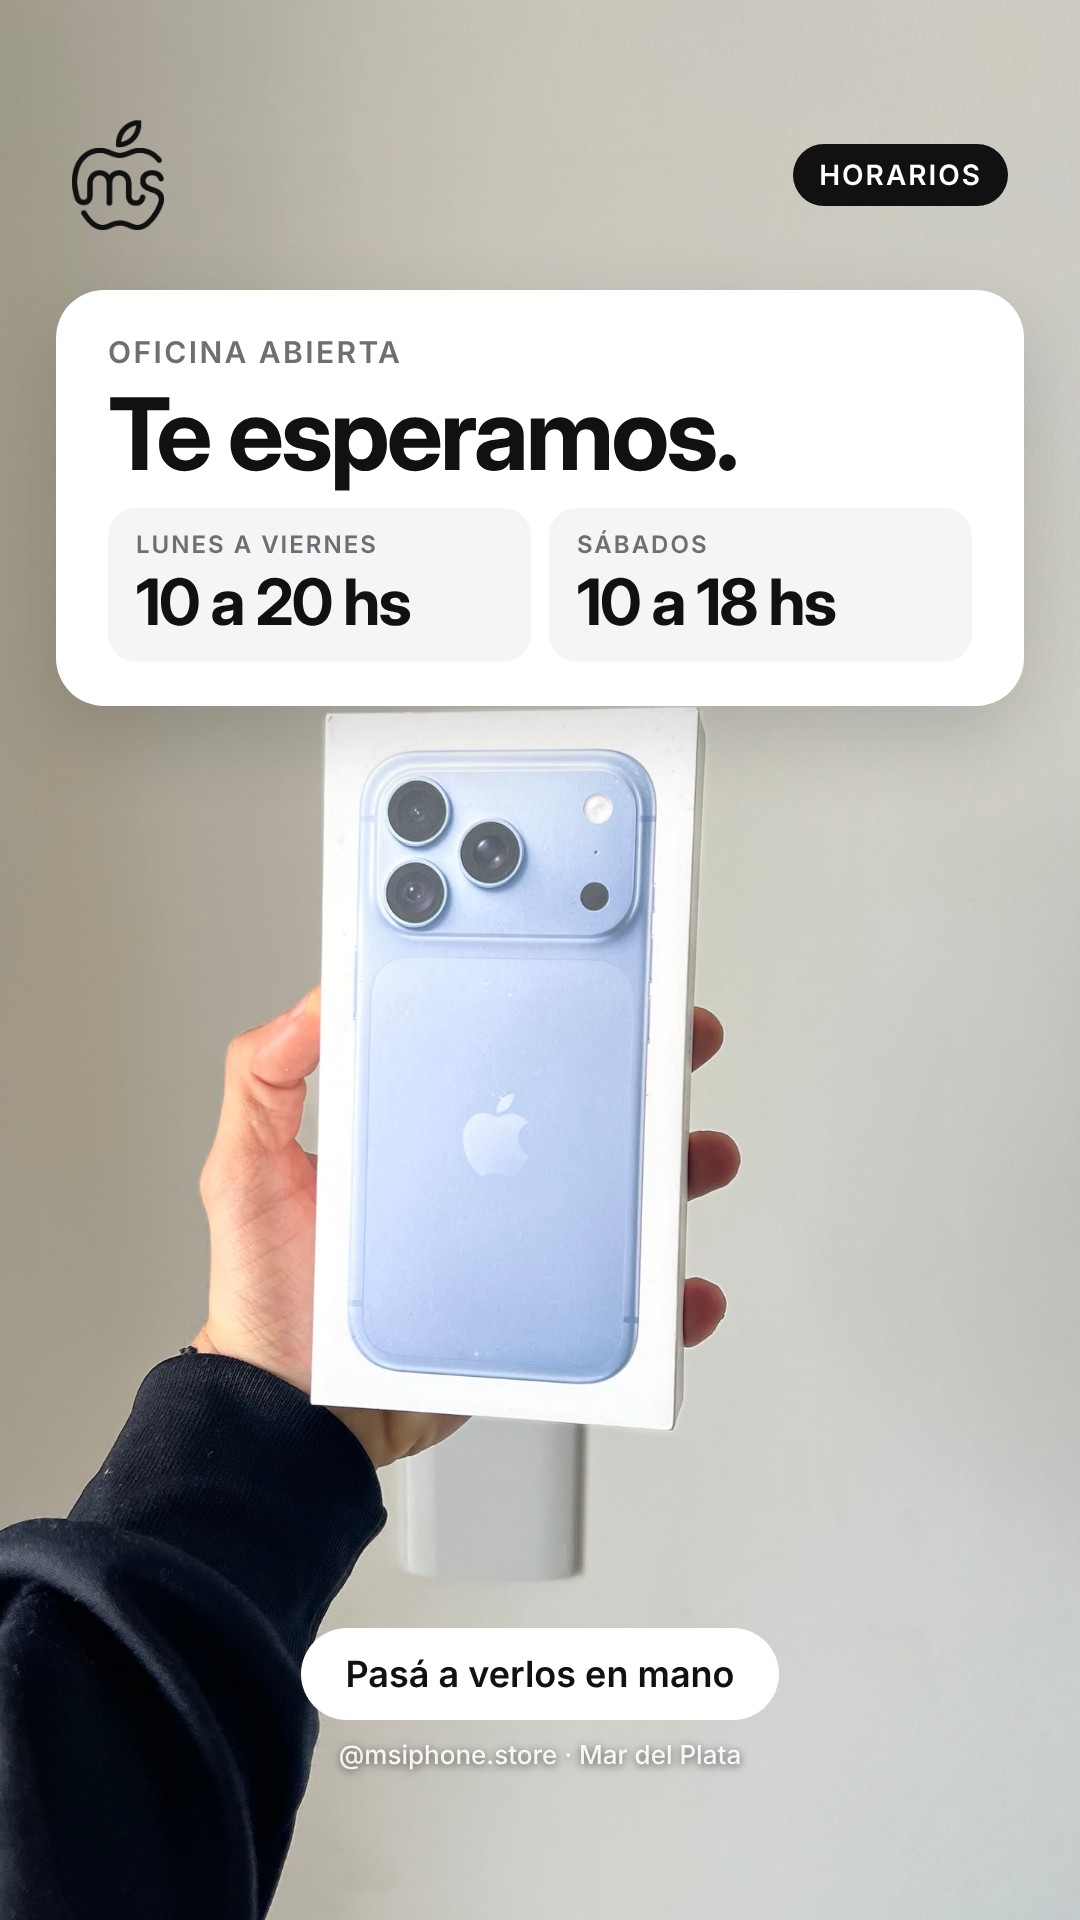 ms
HORARIOS
OFICINA ABIERTA
Te esperamos.
LUNES A VIERNES
10 a 20 hs
SÁBADOS
10 a 18 hs
Pasá a verlos en mano
@msiphone.store · Mar del Plata